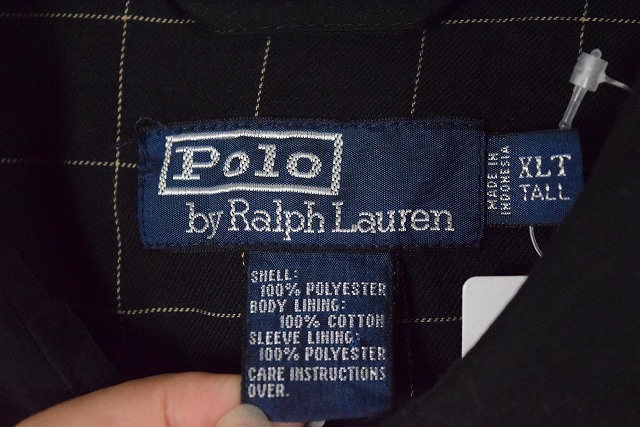 Polo
by Ralph Lauren
MADE IN
INDONESIA
XLT
TALL
SHELL:
100% POLYESTER
BODY LINING:
100% COTTON
SLEEVE LINING:
100% POLYESTER
CARE INSTRUCTIONS
OVER.